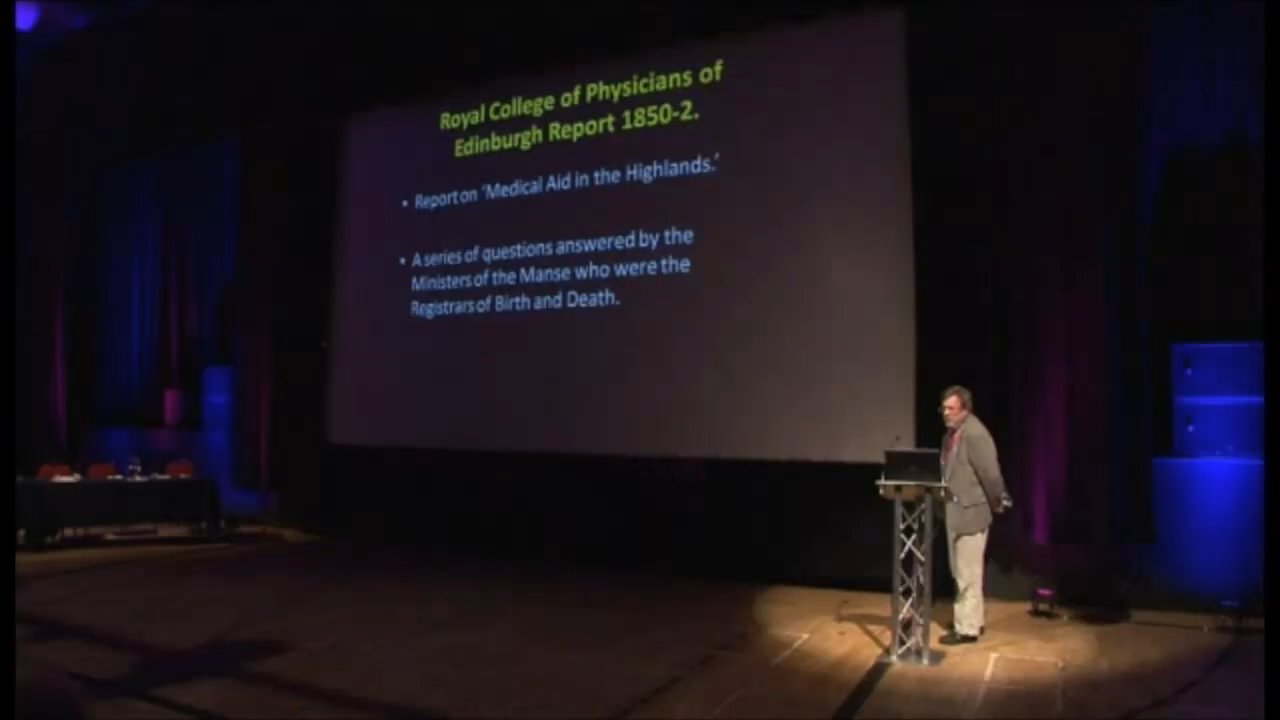 Royal College of Physicians of
Edinburgh Report 1850-2.
• Report on 'Medical Aid in the Highlands.'
• A series of questions answered by the
Ministers of the Manse who were the
Registrars of Birth and Death.